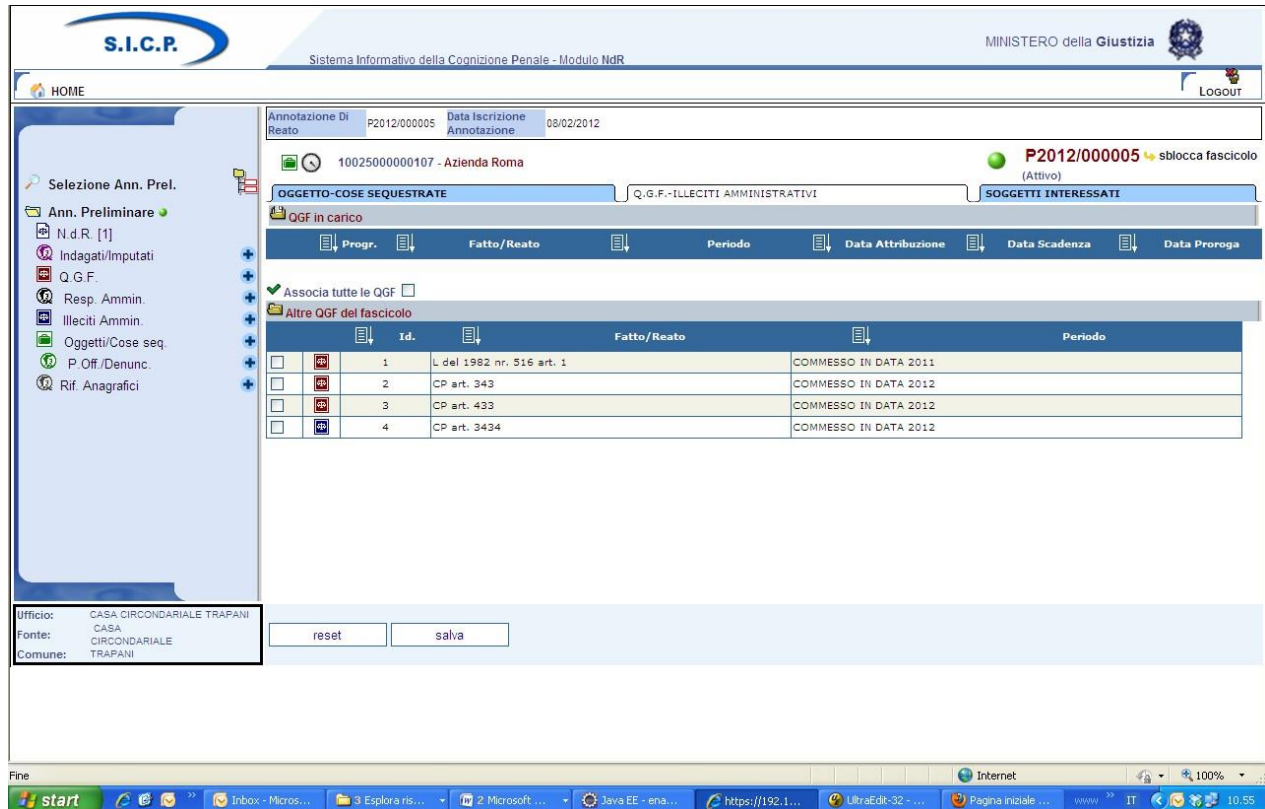 S.I.C.P.
Sistema Informativo della Cognizione Penale - Modulo NdR
MINISTERO della Giustizia
HOME
LOGOUT
Annotazione Di Reato P2012/000005 Data Iscrizione Annotazione 08/02/2012
10025000000107 - Azienda Roma
P2012/000005 sblocca fascicolo
(Attivo)
OGGETTO-COSE SEQUESTRATE Q.G.F.-ILLECITI AMMINISTRATIVI SOGGETTI INTERESSATI
QGF in carico
Progr. Fatto/Reato Periodo Data Attribuzione Data Scadenza Data Proroga
Associa tutte le QGF
Altre QGF del fascicolo
Id. Fatto/Reato Periodo
1 L del 1982 nr. 516 art. 1 COMMESSO IN DATA 2011
2 CP art. 343 COMMESSO IN DATA 2012
3 CP art. 433 COMMESSO IN DATA 2012
4 CP art. 3434 COMMESSO IN DATA 2012
Selezione Ann. Prel.
Ann. Preliminare
N.d.R. [1]
Indagati/Imputati
Q.G.F.
Resp. Ammin.
Illeciti Ammin.
Oggetti/Cose seq.
P.Off./Denunc.
Rif. Anagrafici
Ufficio: CASA CIRCONDARIALE TRAPANI
Fonte: CASA CIRCONDARIALE
Comune: TRAPANI
reset salva
Fine Internet 100%
start Inbox - Micros... 3 Esplora ris... 2 Microsoft ... Java EE - ena... https://192.1... UltraEdit-32 - ... Pagina iniziale ... www IT 10.55